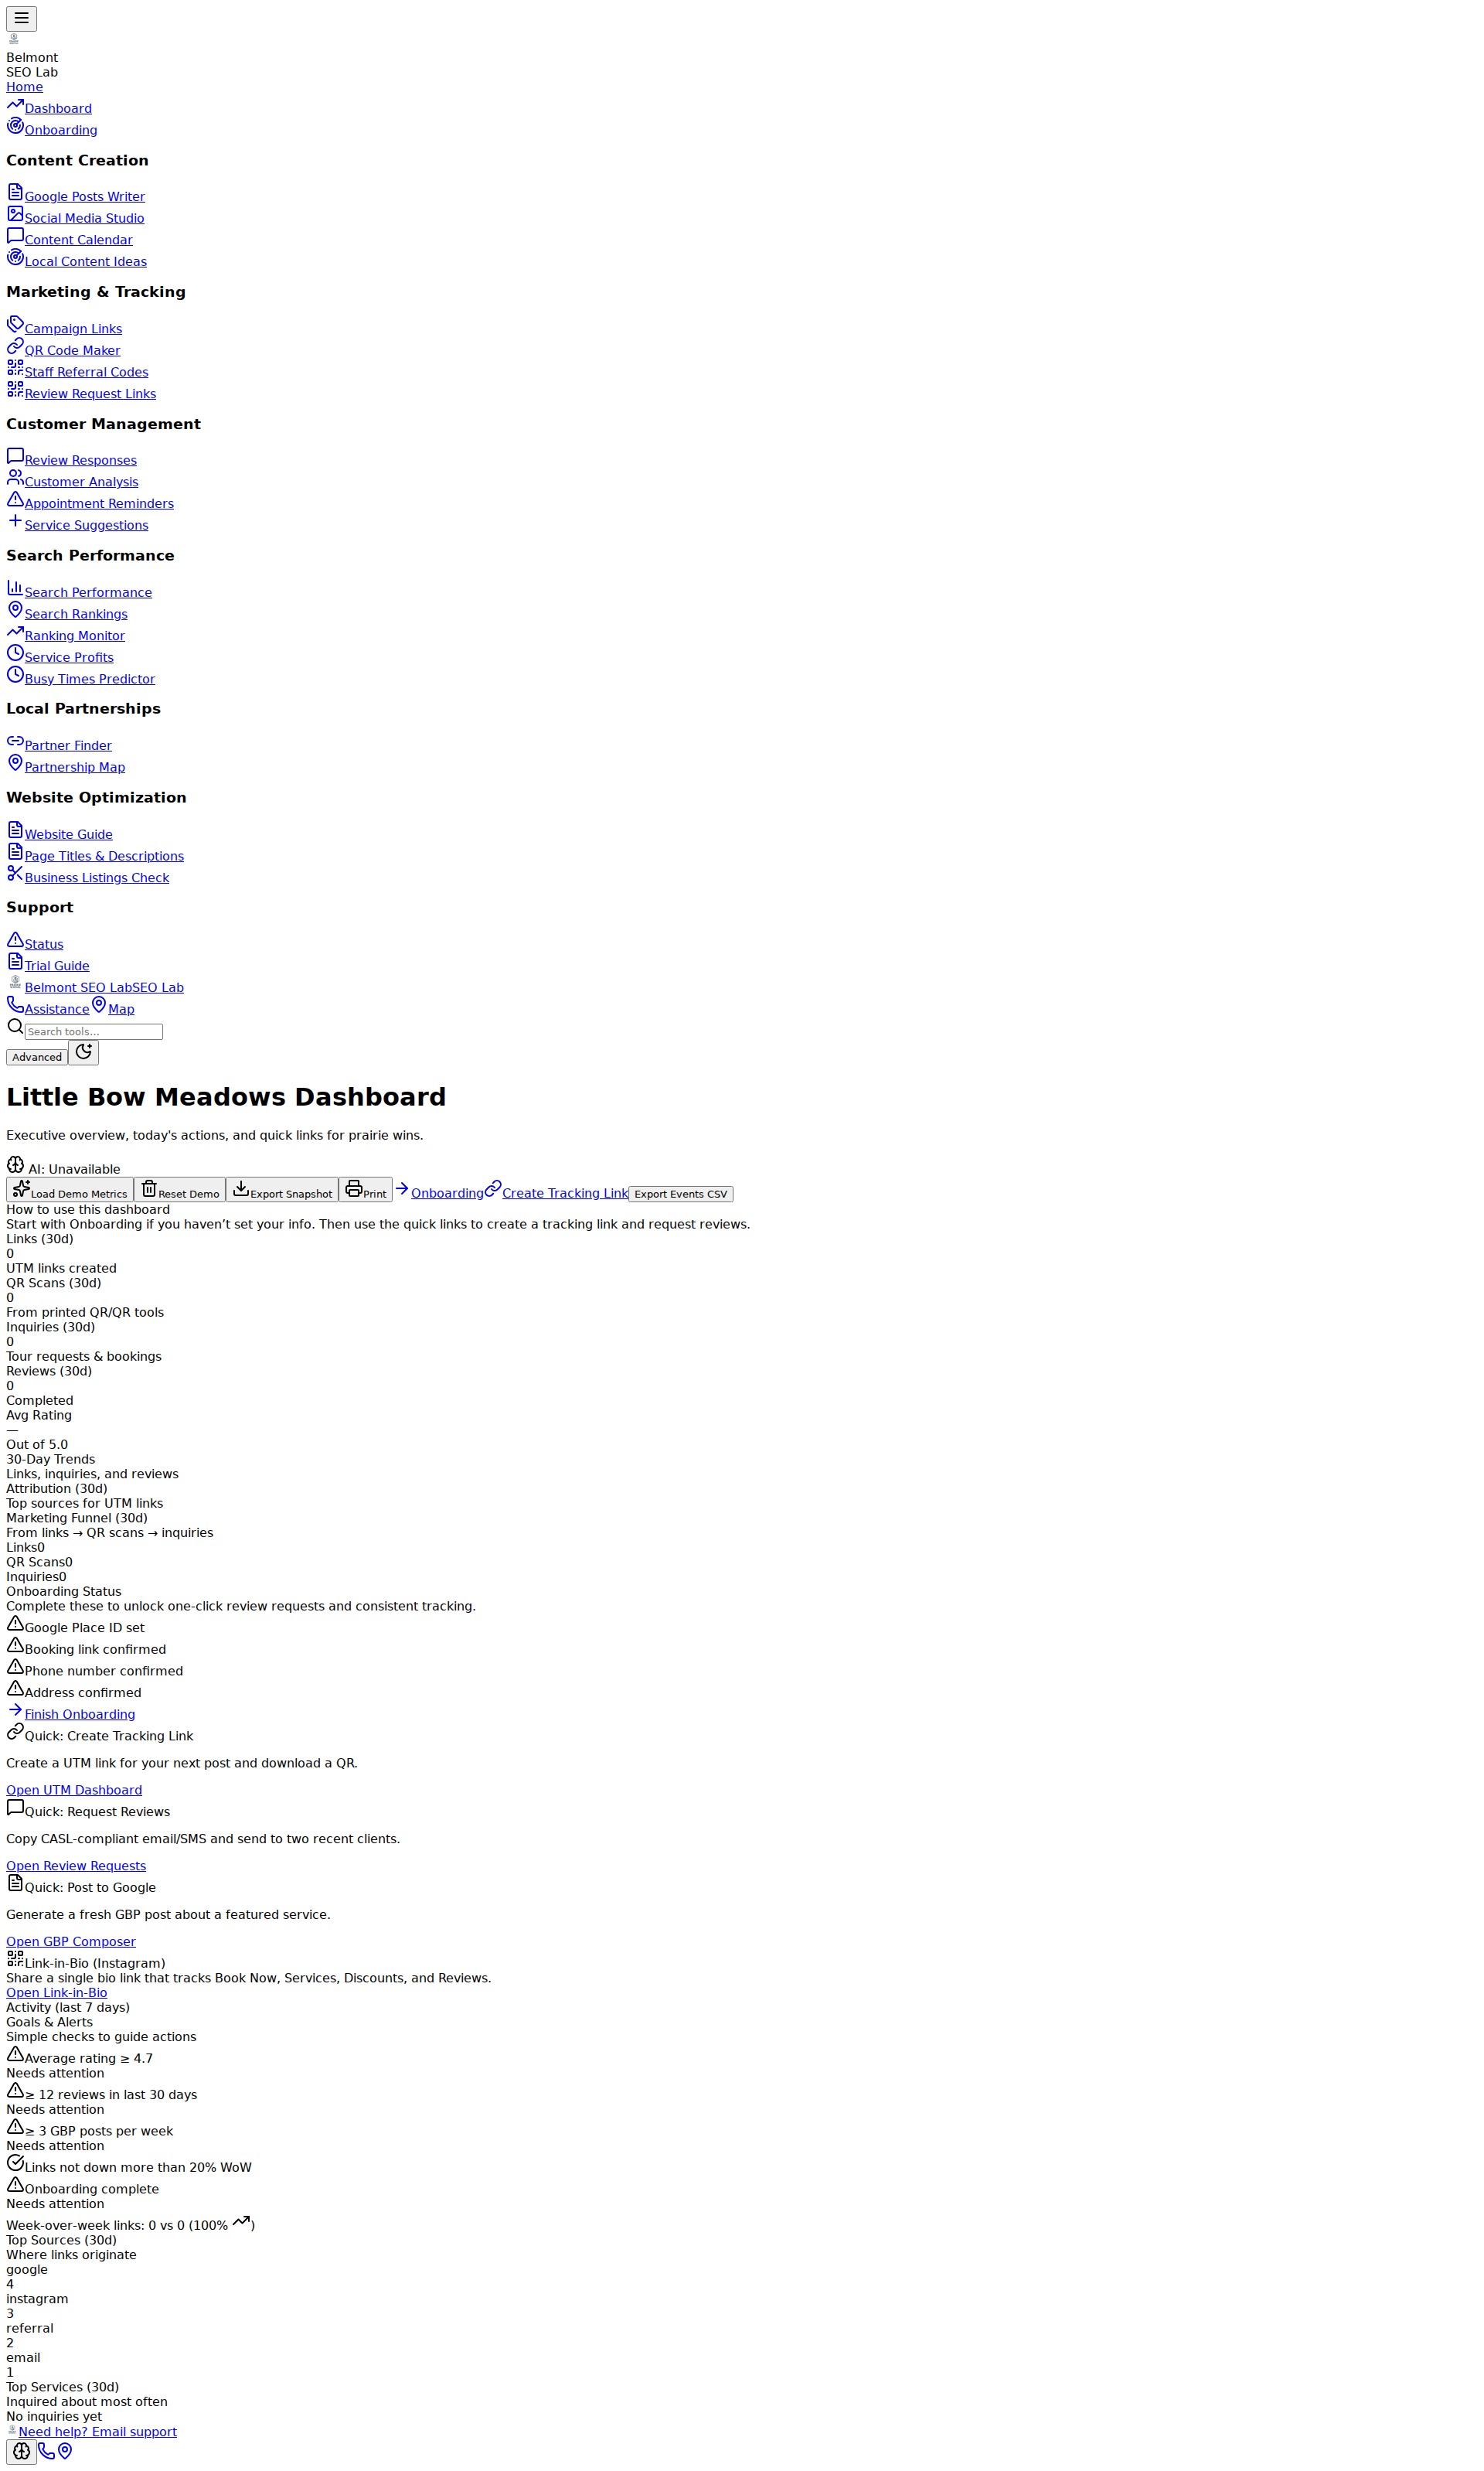 Belmont
SEO Lab
Home
Dashboard
Onboarding
Content Creation
Google Posts Writer
Social Media Studio
Content Calendar
Local Content Ideas
Marketing & Tracking
Campaign Links
QR Code Maker
Staff Referral Codes
Review Request Links
Customer Management
Review Responses
Customer Analysis
Appointment Reminders
Service Suggestions
Search Performance
Search Performance
Search Rankings
Ranking Monitor
Service Profits
Busy Times Predictor
Local Partnerships
Partner Finder
Partnership Map
Website Optimization
Website Guide
Page Titles & Descriptions
Business Listings Check
Support
Status
Trial Guide
Belmont SEO LabSEO Lab
Assistance Map
Search tools...
Advanced
Little Bow Meadows Dashboard
Executive overview, today's actions, and quick links for prairie wins.
AI: Unavailable
Load Demo Metrics Reset Demo Export Snapshot Print Onboarding Create Tracking Link Export Events CSV
How to use this dashboard
Start with Onboarding if you haven’t set your info. Then use the quick links to create a tracking link and request reviews.
Links (30d)
0
UTM links created
QR Scans (30d)
0
From printed QR/QR tools
Inquiries (30d)
0
Tour requests & bookings
Reviews (30d)
0
Completed
Avg Rating
—
Out of 5.0
30-Day Trends
Links, inquiries, and reviews
Attribution (30d)
Top sources for UTM links
Marketing Funnel (30d)
From links → QR scans → inquiries
Links0
QR Scans0
Inquiries0
Onboarding Status
Complete these to unlock one-click review requests and consistent tracking.
Google Place ID set
Booking link confirmed
Phone number confirmed
Address confirmed
Finish Onboarding
Quick: Create Tracking Link
Create a UTM link for your next post and download a QR.
Open UTM Dashboard
Quick: Request Reviews
Copy CASL-compliant email/SMS and send to two recent clients.
Open Review Requests
Quick: Post to Google
Generate a fresh GBP post about a featured service.
Open GBP Composer
Link-in-Bio (Instagram)
Share a single bio link that tracks Book Now, Services, Discounts, and Reviews.
Open Link-in-Bio
Activity (last 7 days)
Goals & Alerts
Simple checks to guide actions
Average rating ≥ 4.7
Needs attention
≥ 12 reviews in last 30 days
Needs attention
≥ 3 GBP posts per week
Needs attention
Links not down more than 20% WoW
Onboarding complete
Needs attention
Week-over-week links: 0 vs 0 (100% )
Top Sources (30d)
Where links originate
google
4
instagram
3
referral
2
email
1
Top Services (30d)
Inquired about most often
No inquiries yet
Need help? Email support